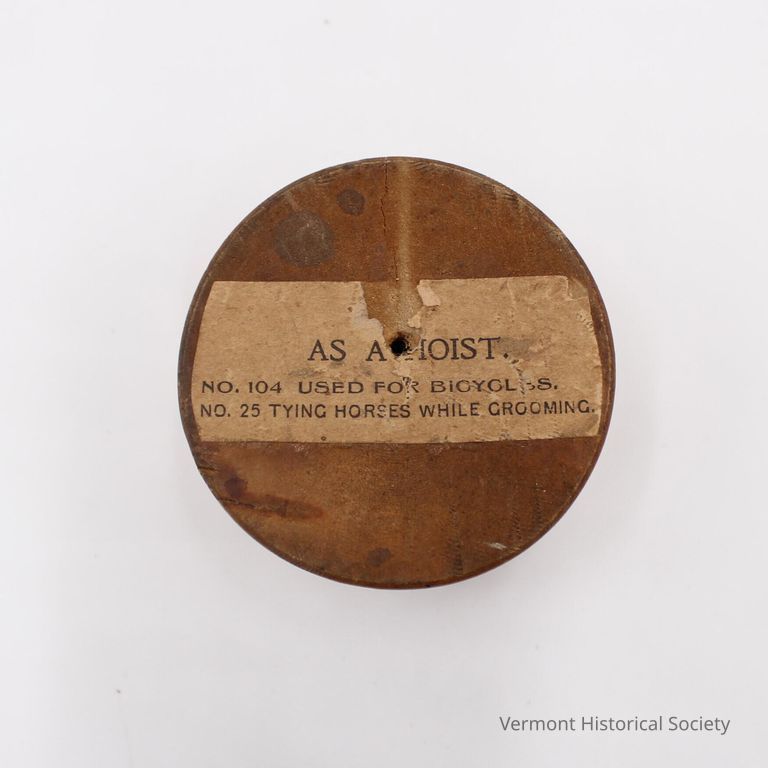 AS A HOIST.
NO. 104 USED FOR BICYCLES.
NO. 25 TYING HORSES WHILE GROOMING.
Vermont Historical Society